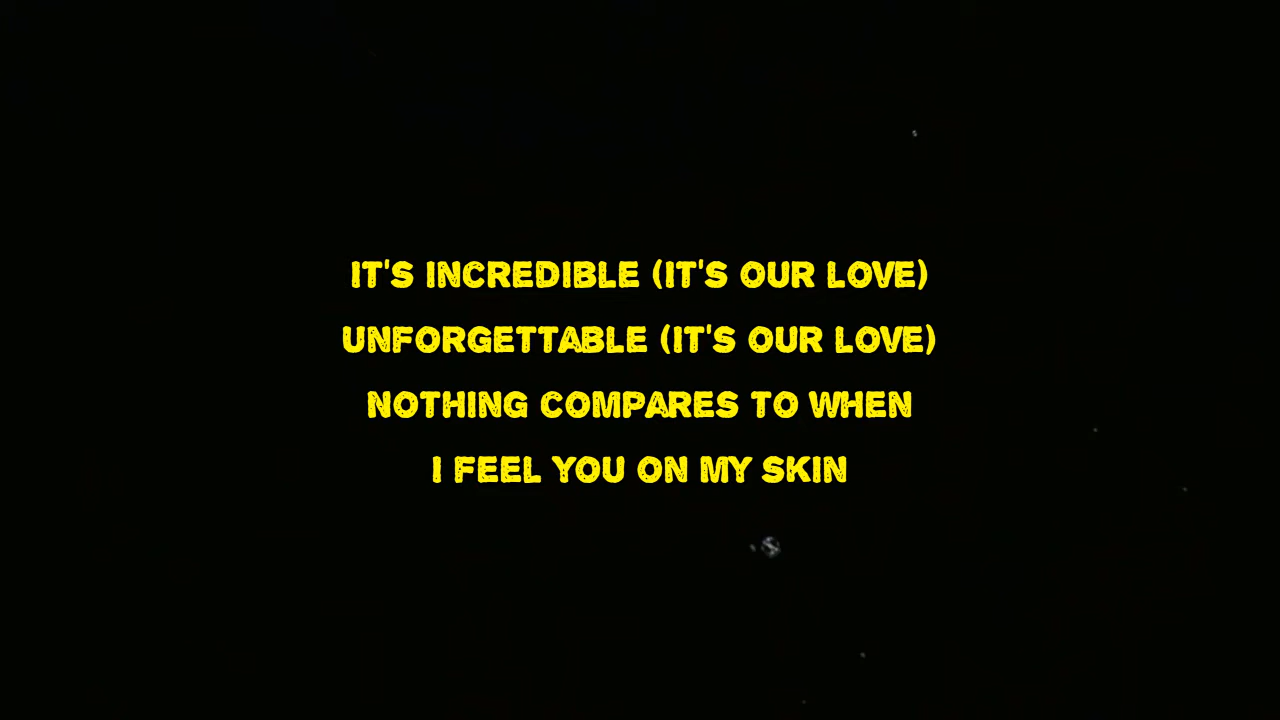 IT'S INCREDIBLE (IT'S OUR LOVE)
UNFORGETTABLE (IT'S OUR LOVE)
NOTHING COMPARES TO WHEN
I FEEL YOU ON MY SKIN